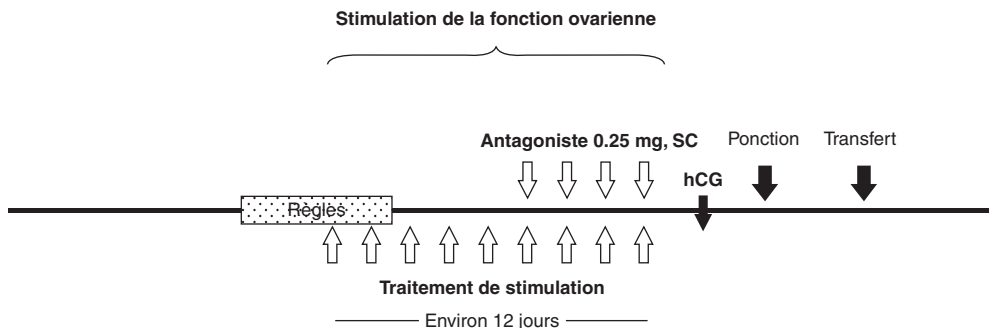 Stimulation de la fonction ovarienne
Antagoniste 0.25 mg, SC
Ponction
Transfert
hCG
Règles
Traitement de stimulation
Environ 12 jours